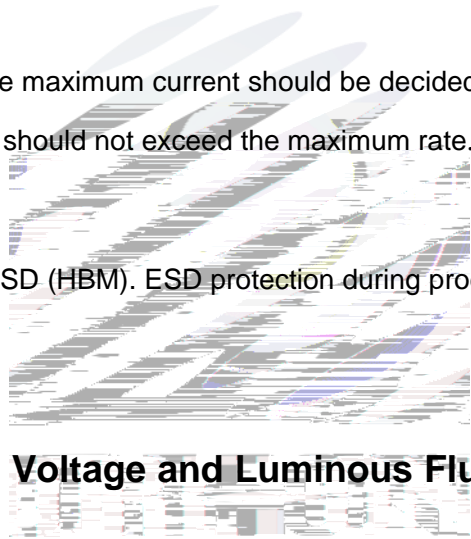 e maximum current should be decided
should not exceed the maximum rate.
SD (HBM). ESD protection during pro
Voltage and Luminous Flu